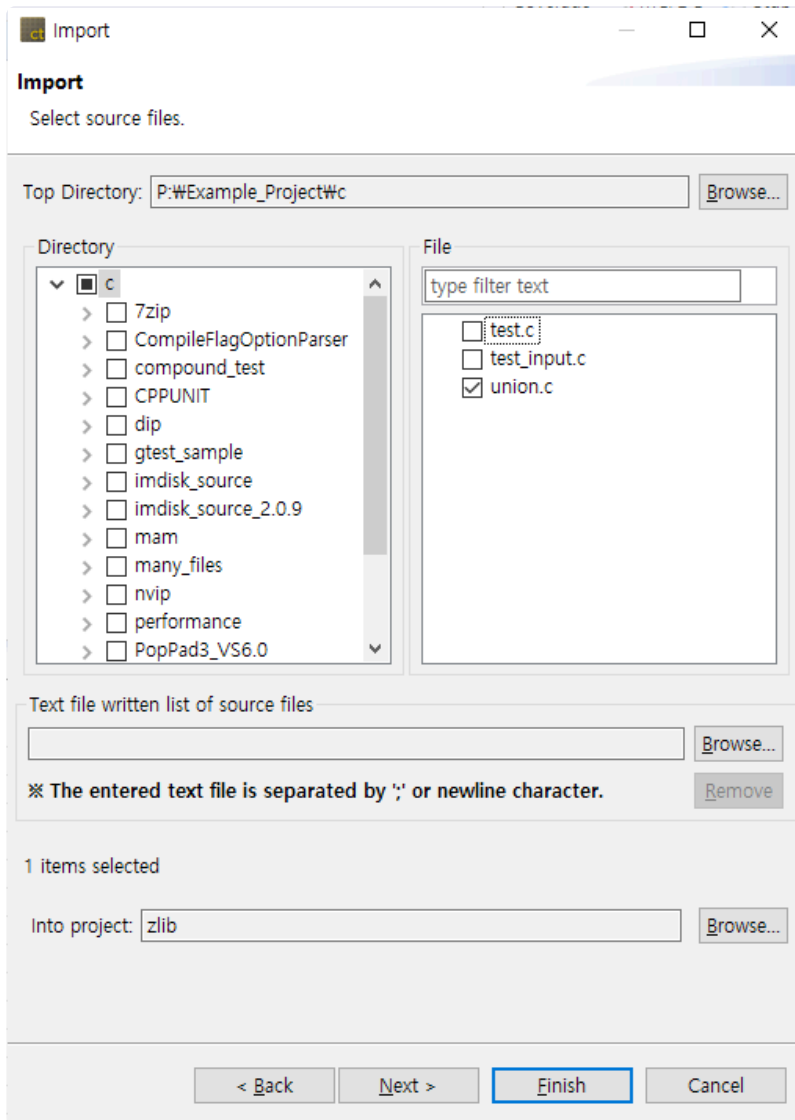 ct Import
Import
Select source files.
Top Directory: P:₩Example_Project₩c Browse...
Directory
c
7zip
CompileFlagOptionParser
compound_test
CPPUNIT
dip
gtest_sample
imdisk_source
imdisk_source_2.0.9
mam
many_files
nvip
performance
PopPad3_VS6.0
File
type filter text
test.c
test_input.c
union.c
Text file written list of source files
Browse...
※ The entered text file is separated by ';' or newline character.
Remove
1 items selected
Into project: zlib Browse...
< Back Next > Finish Cancel